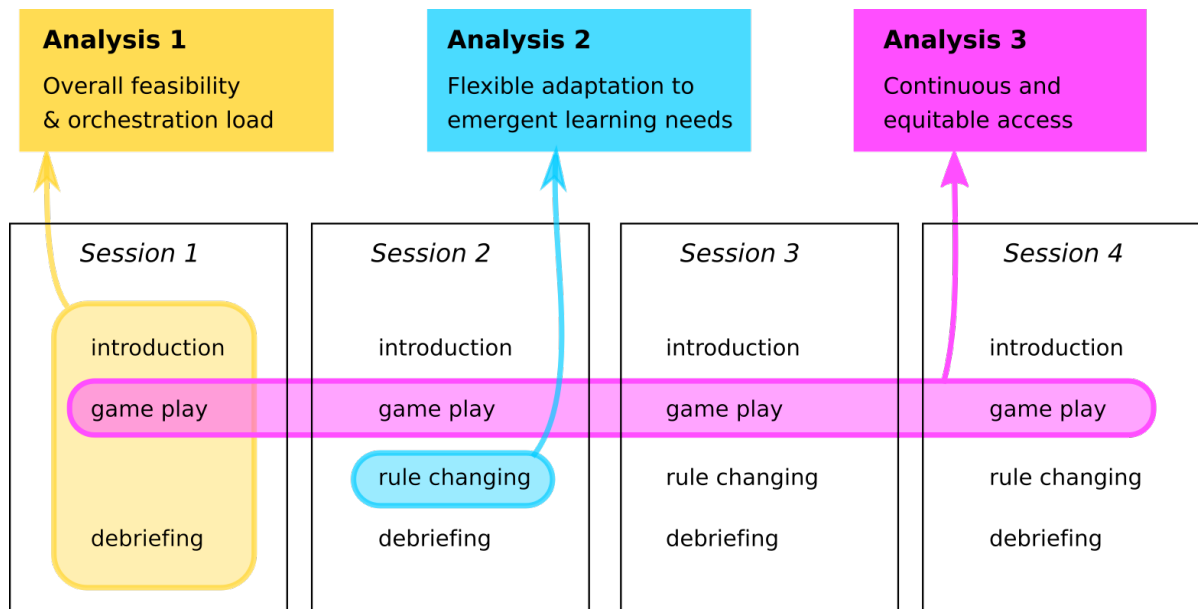 Analysis 1
Overall feasibility
& orchestration load
Analysis 2
Flexible adaptation to
emergent learning needs
Analysis 3
Continuous and
equitable access
Session 1
introduction
game play
debriefing
Session 2
introduction
game play
rule changing
debriefing
Session 3
introduction
game play
rule changing
debriefing
Session 4
introduction
game play
rule changing
debriefing